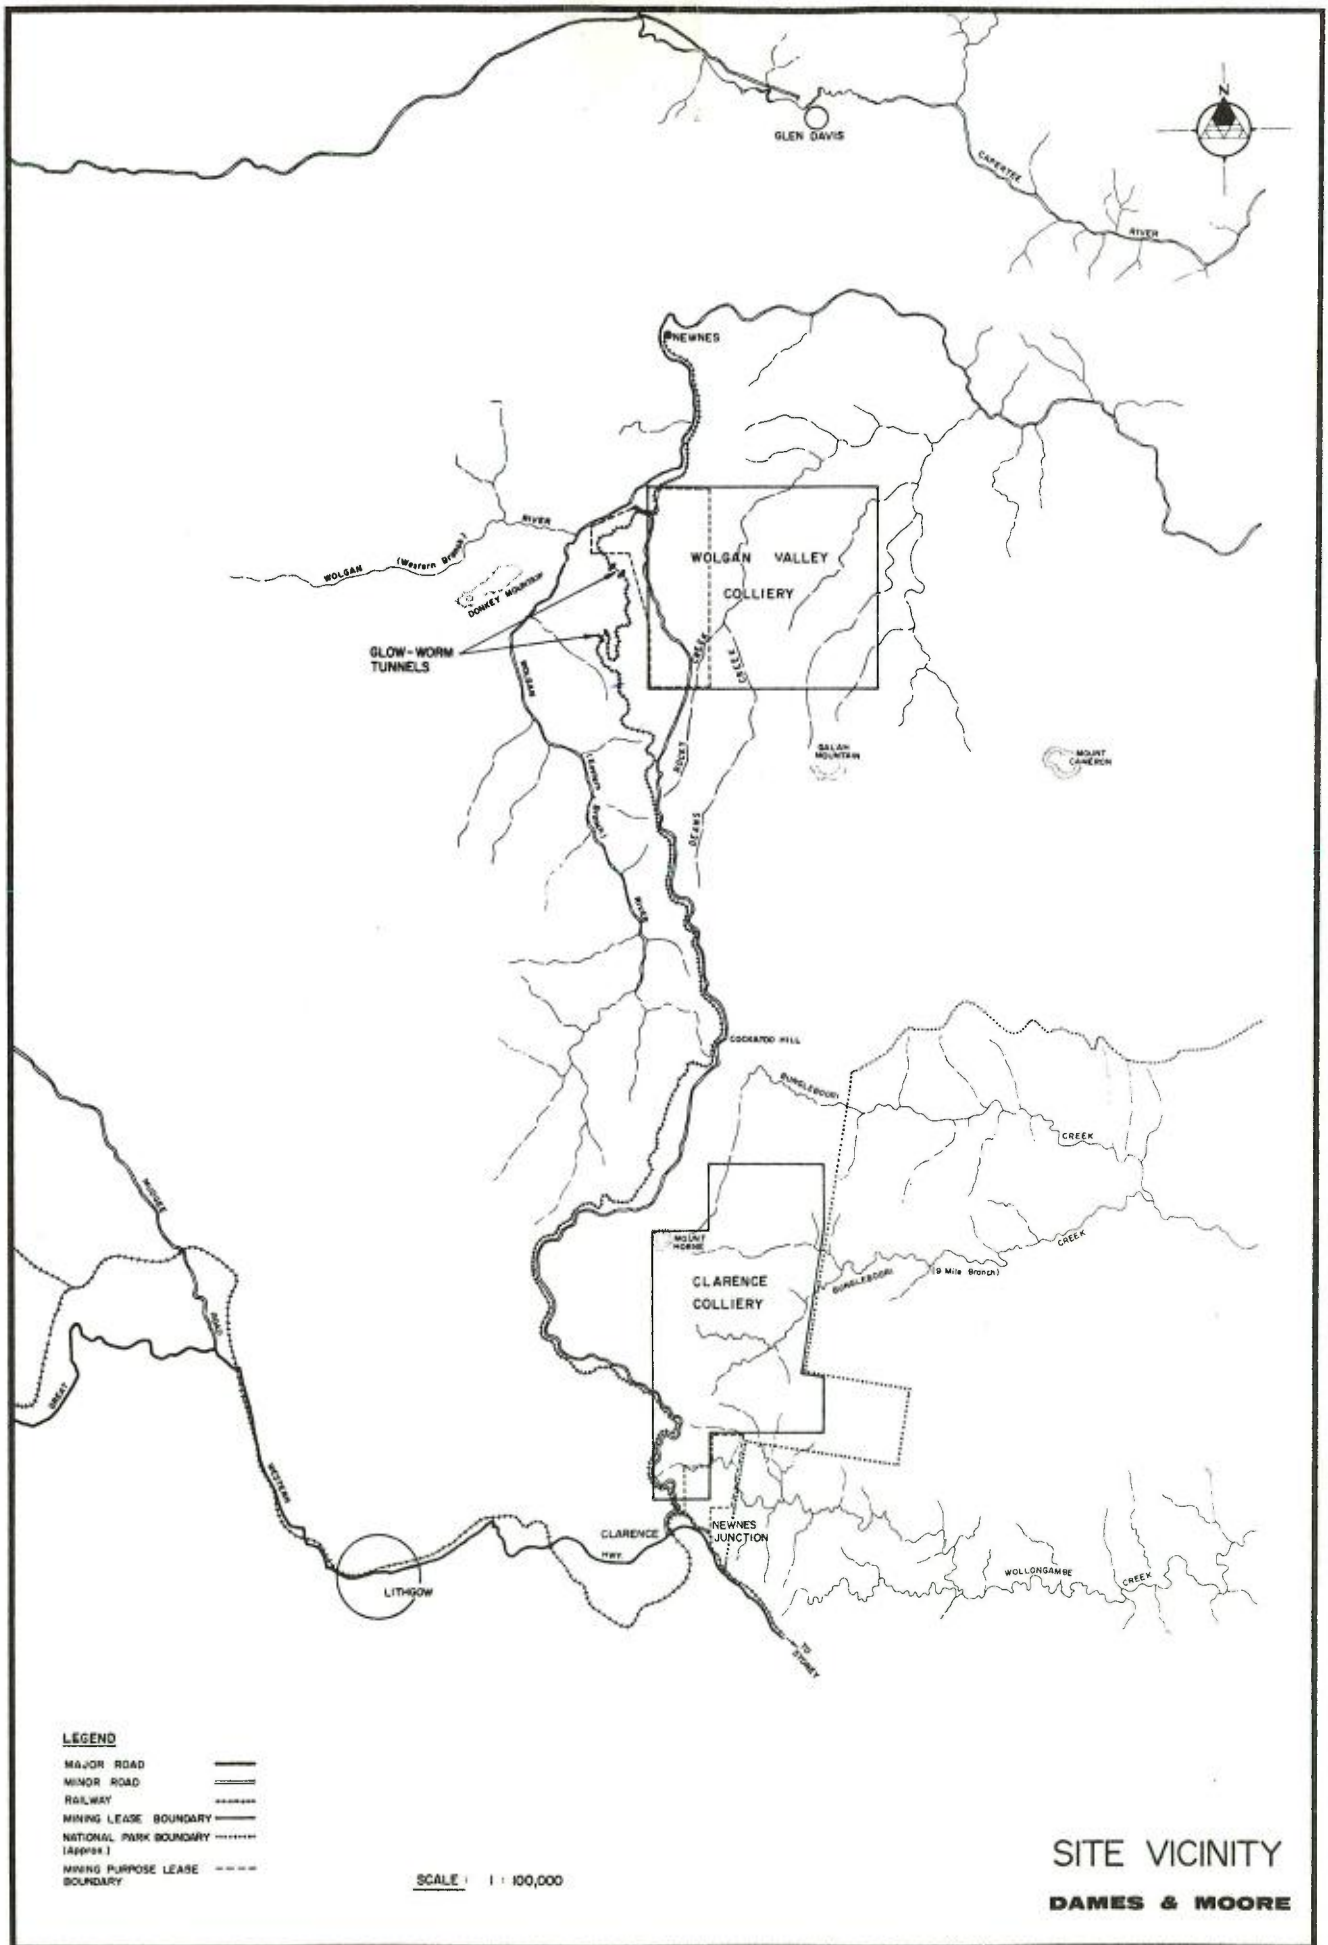 N
GLEN DAVIS
CAPERTEE
RIVER
NEWNES
RIVER
WOLGAN
(Western Branch)
DONKEY MOUNTAIN
WOLGAN VALLEY
COLLIERY
GLOW-WORM
TUNNELS
CREEK
CREEK
WOLGAN
ROCKY
GALAH
MOUNTAIN
MOUNT
CAMERON
(Eastern Branch)
DEANS
RIVER
COCKATOO HILL
BUNGLEBOORI
CREEK
MUDGEE
MOUNT
HORNE
CREEK
(9 Mile Branch)
BUNGLEBOORI
CLARENCE
COLLIERY
ROAD
GREAT
WESTERN
NEWNES
JUNCTION
CLARENCE
HWY.
LITHGOW
WOLLONGAMBE
CREEK
TO
SYDNEY
LEGEND
MAJOR ROAD
MINOR ROAD
RAILWAY
MINING LEASE BOUNDARY
NATIONAL PARK BOUNDARY
(Approx.)
MINING PURPOSE LEASE
BOUNDARY
SCALE : 1 : 100,000
SITE VICINITY
DAMES & MOORE